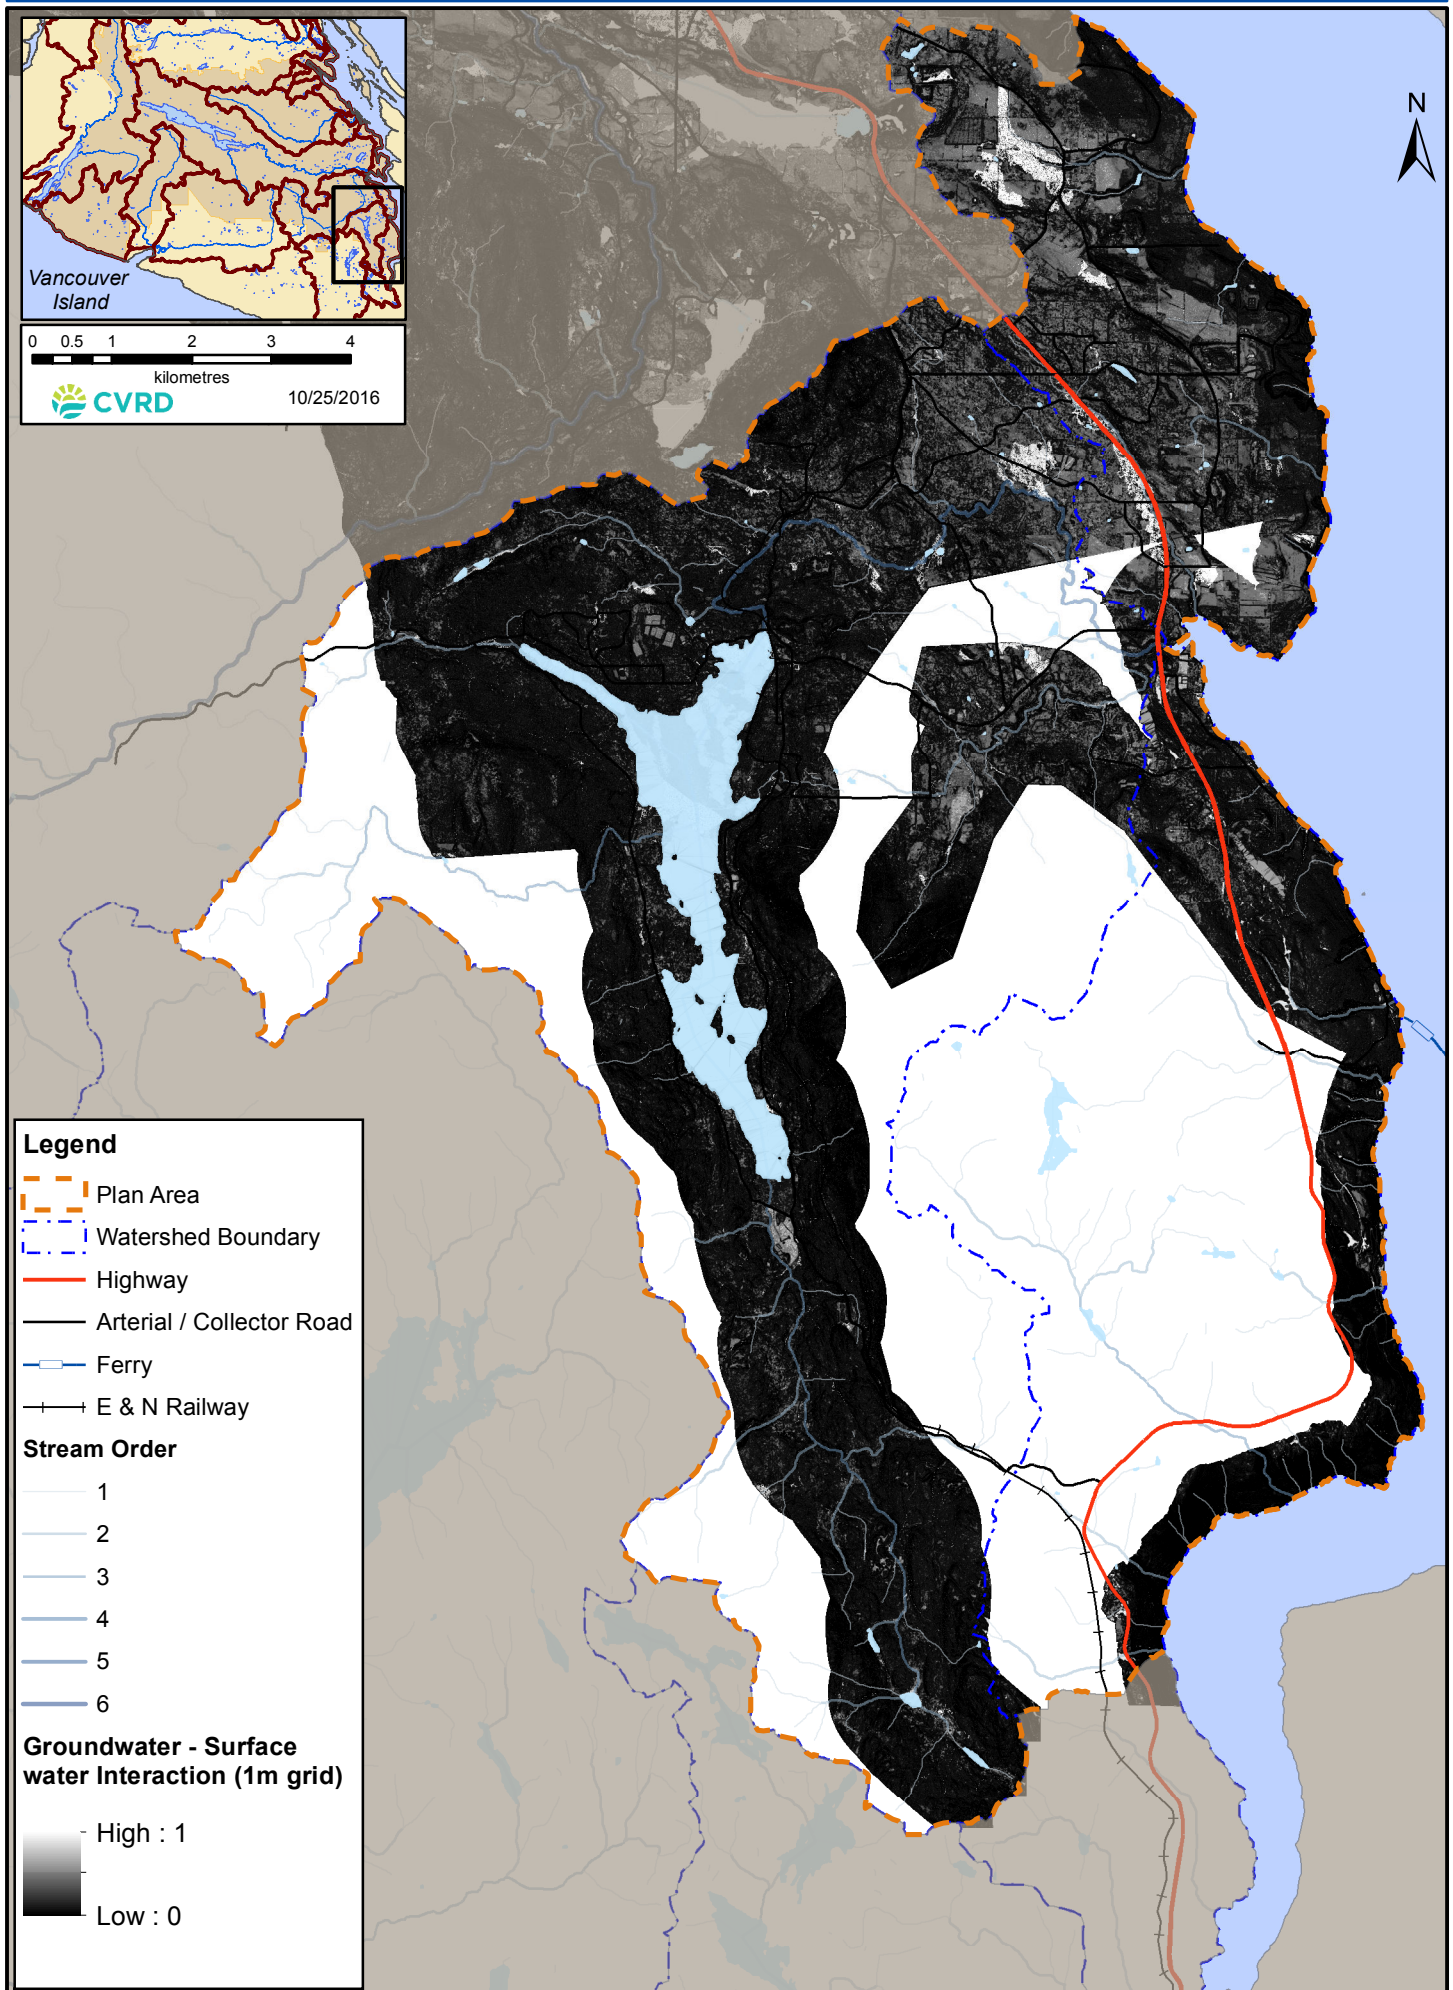 Vancouver
Island
0 0.5 1 2 3 4
kilometres
CVRD
10/25/2016
N
Legend
Plan Area
Watershed Boundary
Highway
Arterial / Collector Road
Ferry
E & N Railway
Stream Order
1
2
3
4
5
6
Groundwater - Surface
water Interaction (1m grid)
High : 1
Low : 0